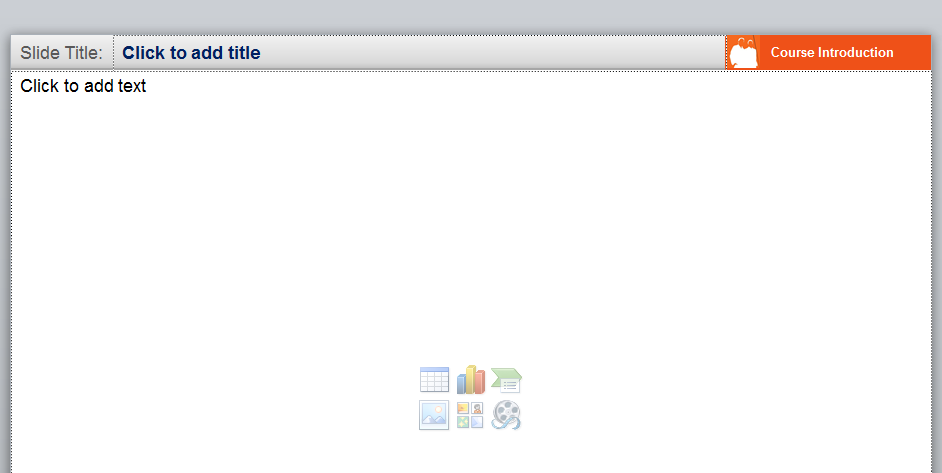 Slide Title: Click to add title Course Introduction
Click to add text